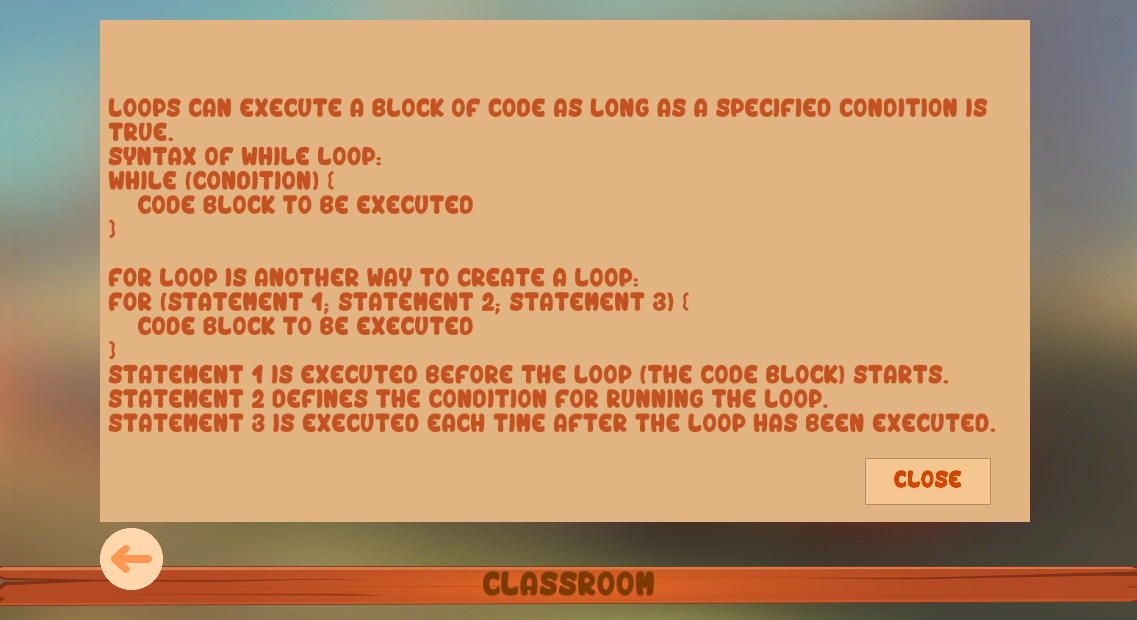 LOOPS CAN EXECUTE A BLOCK OF CODE AS LONG AS A SPECIFIED CONDITION IS
TRUE.
SYNTAX OF WHILE LOOP:
WHILE (CONDITION) {
CODE BLOCK TO BE EXECUTED
}
FOR LOOP IS ANOTHER WAY TO CREATE A LOOP:
FOR (STATEMENT 1; STATEMENT 2; STATEMENT 3) {
CODE BLOCK TO BE EXECUTED
}
STATEMENT 1 IS EXECUTED BEFORE THE LOOP (THE CODE BLOCK) STARTS.
STATEMENT 2 DEFINES THE CONDITION FOR RUNNING THE LOOP.
STATEMENT 3 IS EXECUTED EACH TIME AFTER THE LOOP HAS BEEN EXECUTED.
CLOSE
CLASSROOM